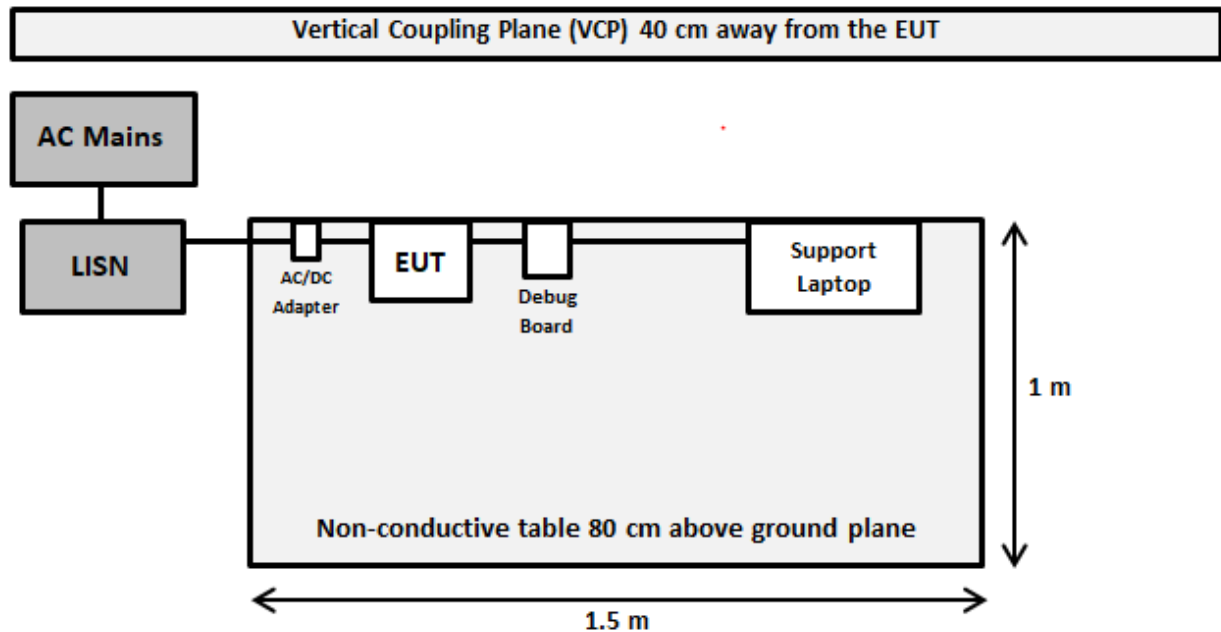 Vertical Coupling Plane (VCP) 40 cm away from the EUT
AC Mains
LISN
AC/DC
Adapter
EUT
Debug
Board
Support
Laptop
1 m
Non-conductive table 80 cm above ground plane
1.5 m